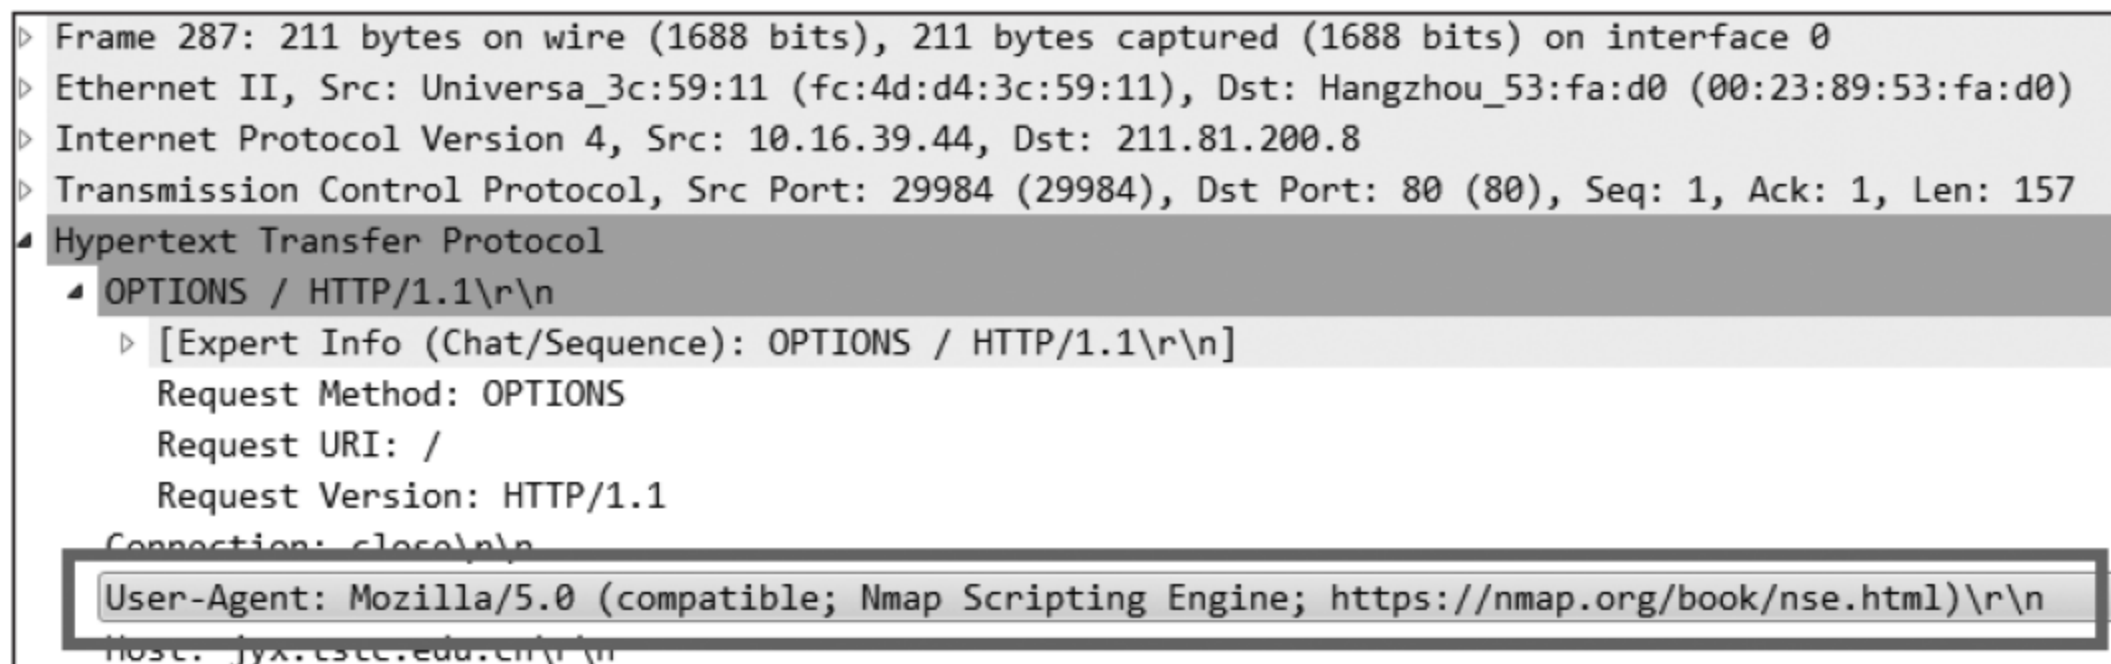 Frame 287: 211 bytes on wire (1688 bits), 211 bytes captured (1688 bits) on interface 0
Ethernet II, Src: Universa_3c:59:11 (fc:4d:d4:3c:59:11), Dst: Hangzhou_53:fa:d0 (00:23:89:53:fa:d0)
Internet Protocol Version 4, Src: 10.16.39.44, Dst: 211.81.200.8
Transmission Control Protocol, Src Port: 29984 (29984), Dst Port: 80 (80), Seq: 1, Ack: 1, Len: 157
Hypertext Transfer Protocol
OPTIONS / HTTP/1.1\r\n
[Expert Info (Chat/Sequence): OPTIONS / HTTP/1.1\r\n]
Request Method: OPTIONS
Request URI: /
Request Version: HTTP/1.1
Connection: close\r\n
User-Agent: Mozilla/5.0 (compatible; Nmap Scripting Engine; https://nmap.org/book/nse.html)\r\n
Host: